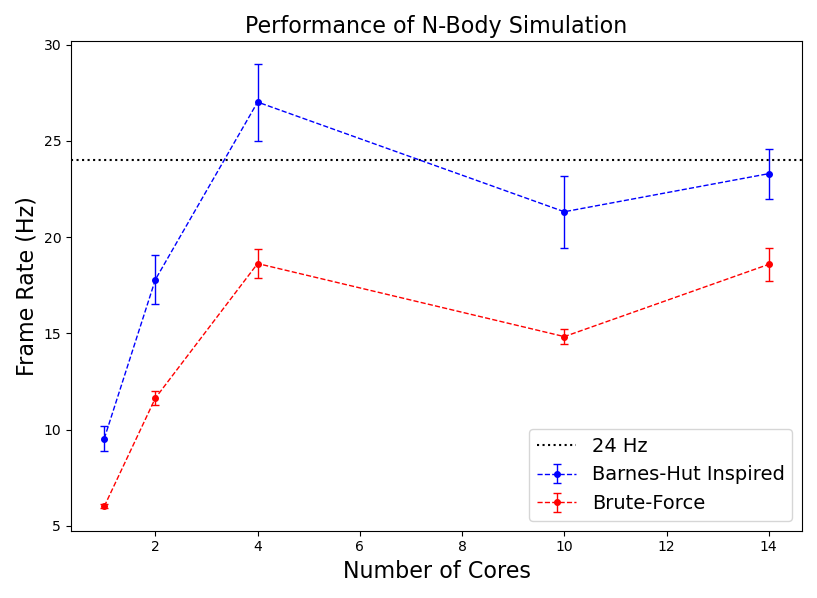 Performance of N-Body Simulation
Frame Rate (Hz)
30
25
20
15
10
5
2
4
6
8
10
12
14
Number of Cores
24 Hz
Barnes-Hut Inspired
Brute-Force